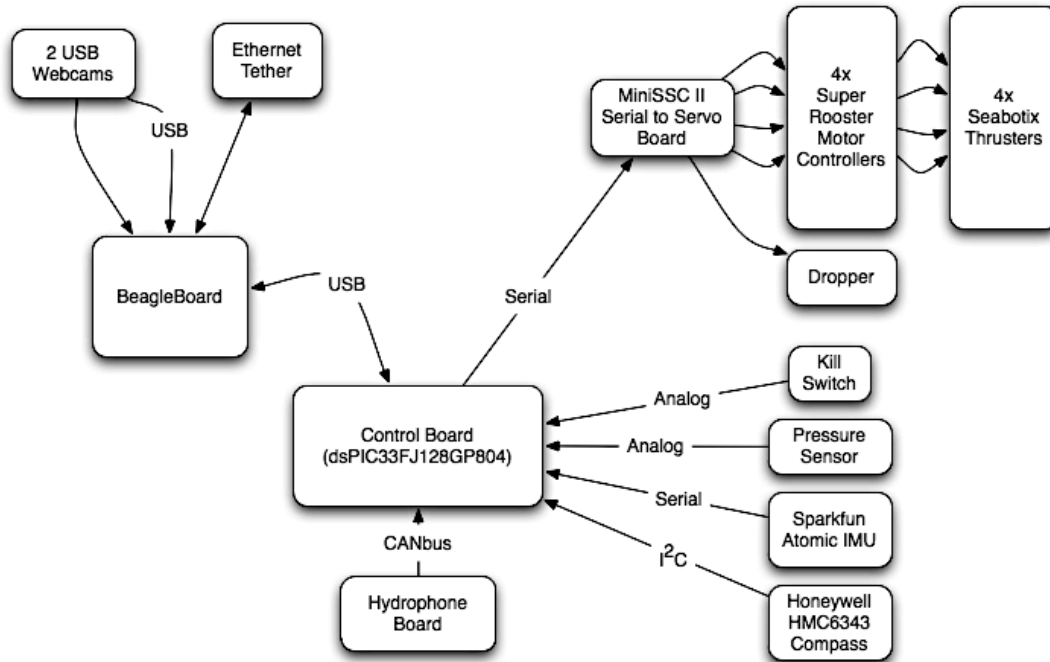 2 USB
Webcams
Ethernet
Tether
USB
MiniSSC II
Serial to Servo
Board
4x
Super
Rooster
Motor
Controllers
4x
Seabotix
Thrusters
BeagleBoard
USB
Serial
Dropper
Kill
Switch
Analog
Control Board
(dsPIC33FJ128GP804)
Analog
Pressure
Sensor
Serial
Sparkfun
Atomic IMU
CANbus
I²C
Hydrophone
Board
Honeywell
HMC6343
Compass